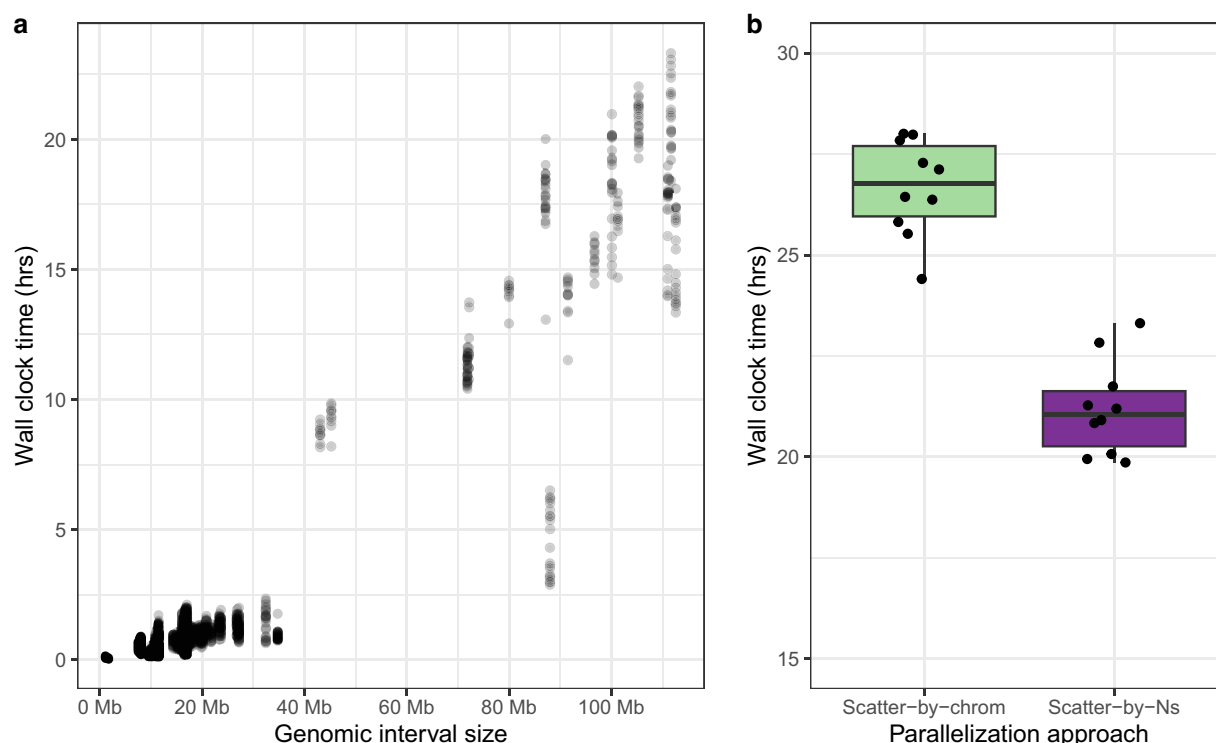 a
Wall clock time (hrs)
20
15
10
5
0
0 Mb 20 Mb 40 Mb 60 Mb 80 Mb 100 Mb
Genomic interval size
b
Wall clock time (hrs)
30
25
20
15
Scatter−by−chrom Scatter−by−Ns
Parallelization approach